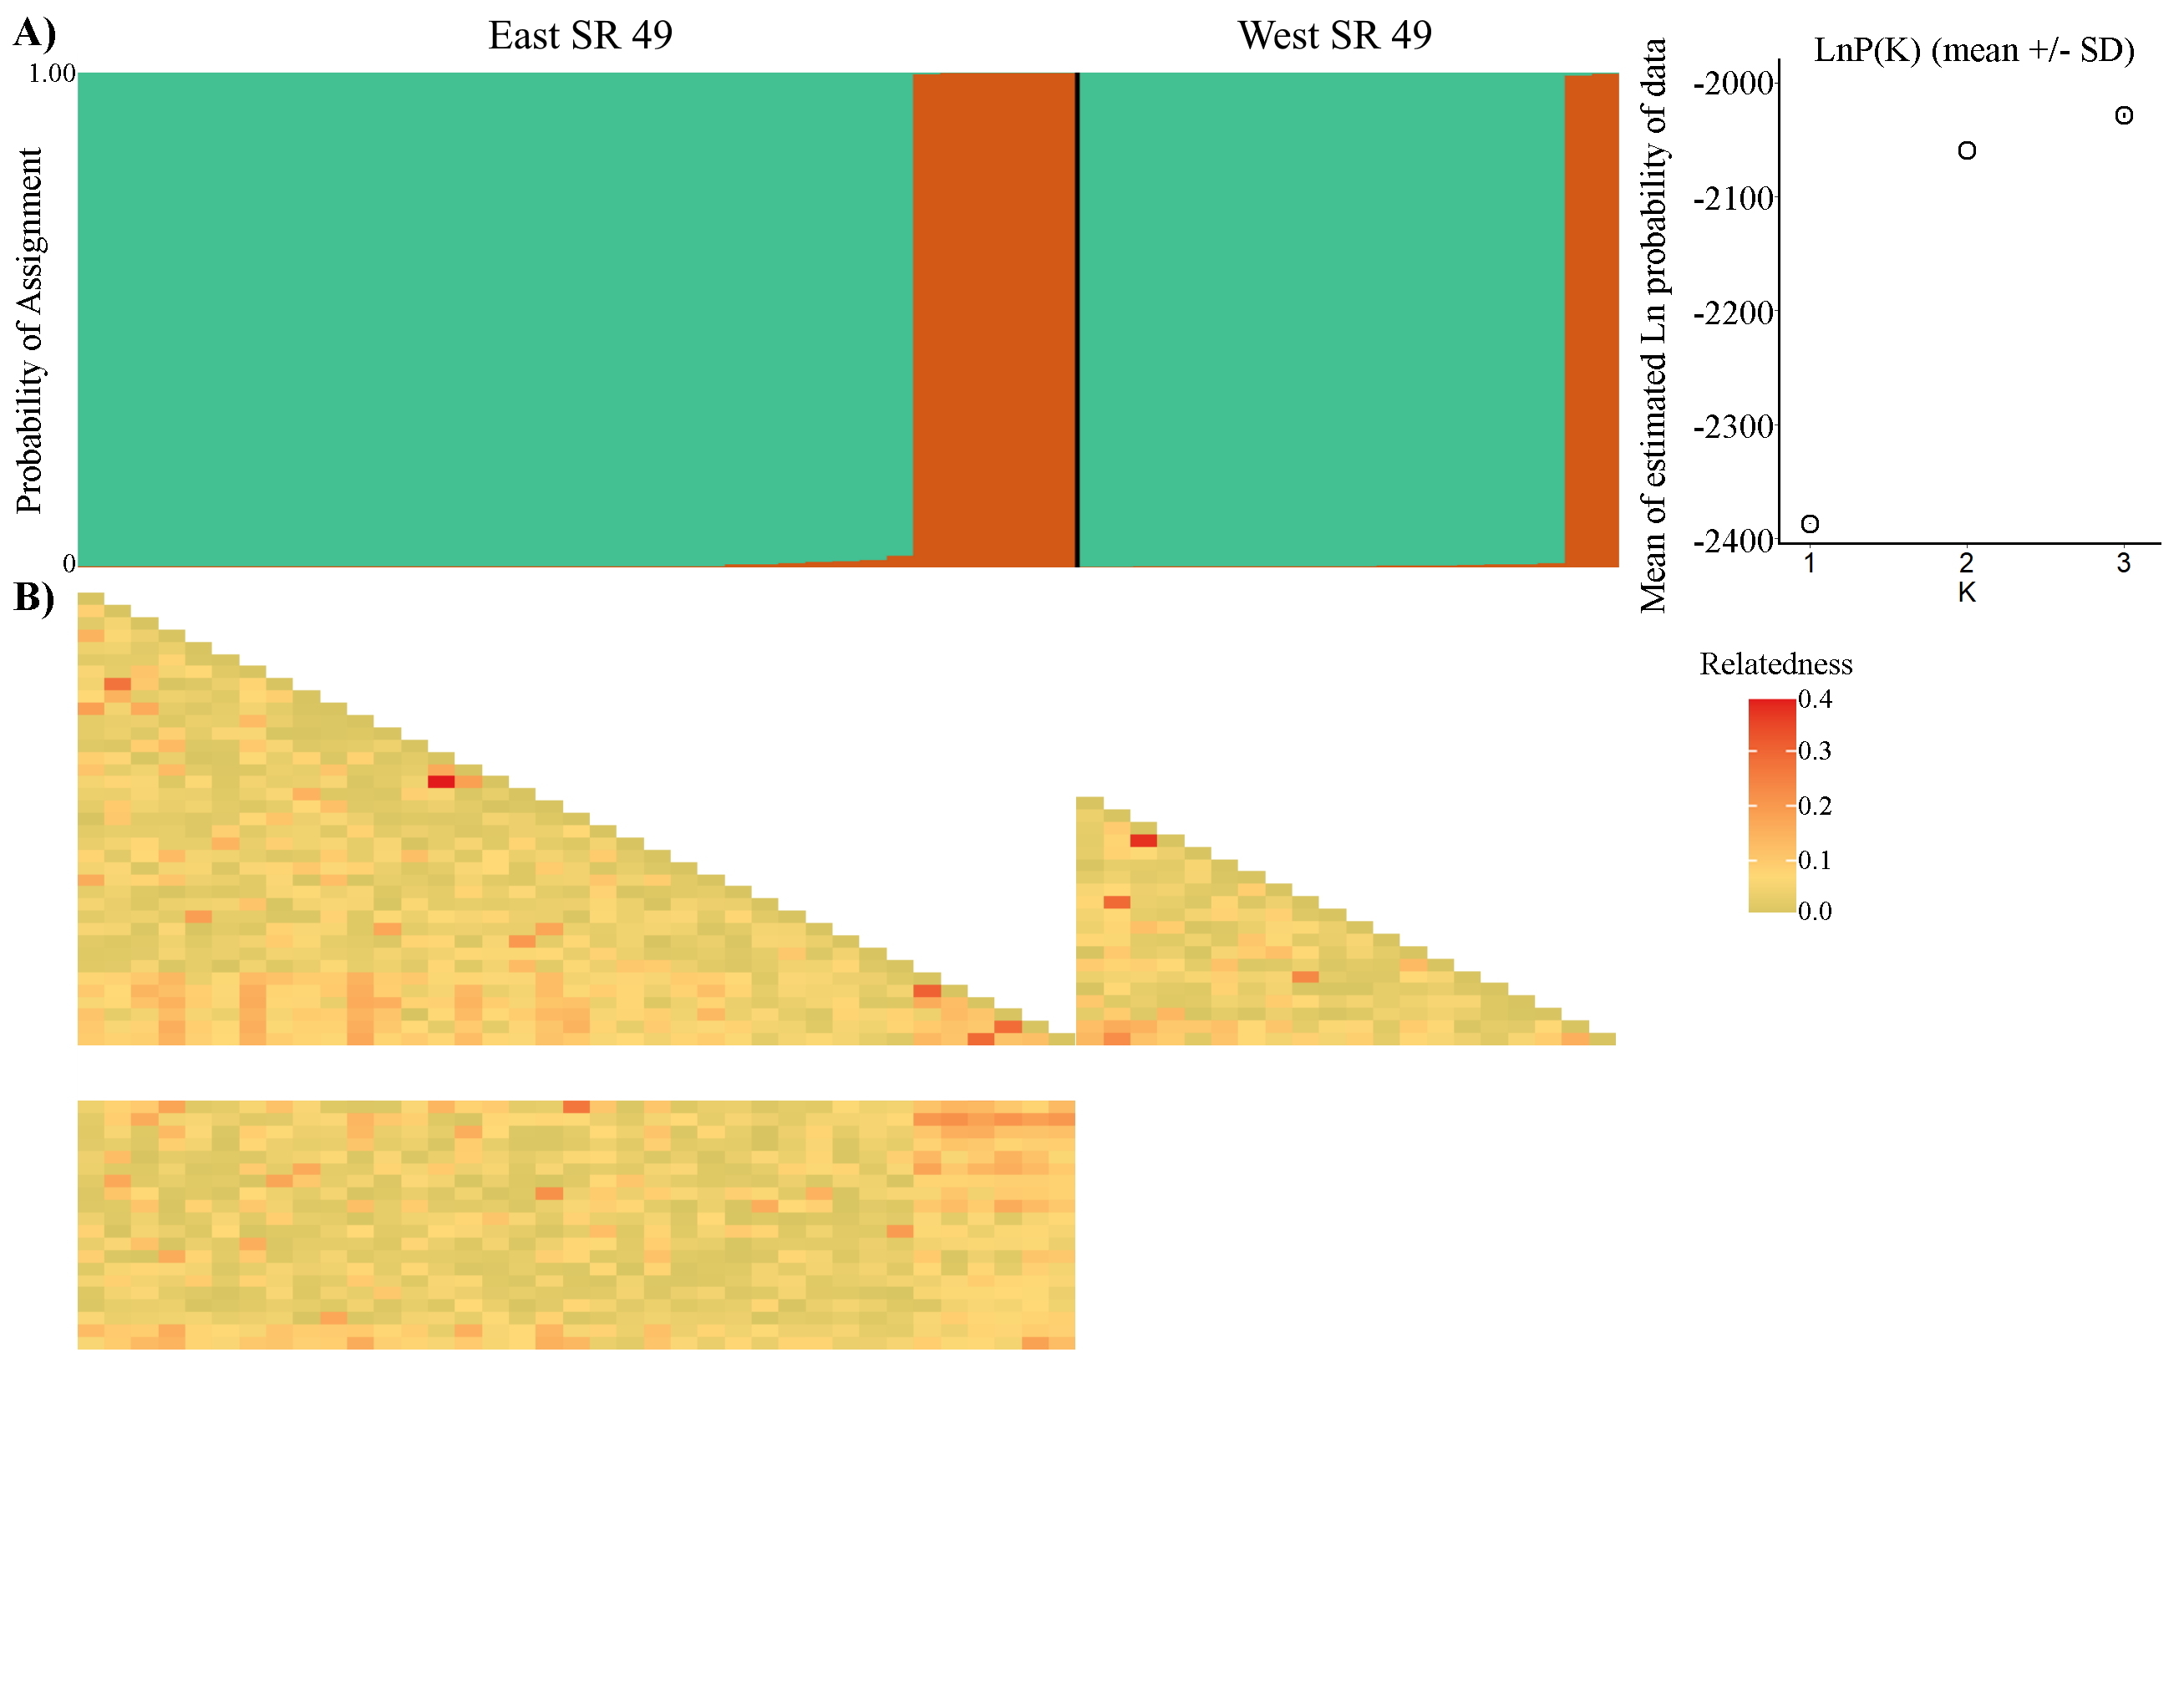 A)
East SR 49
West SR 49
1.00
0
Probability of Assignment
LnP(K) (mean +/- SD)
Mean of estimated Ln probability of data
-2000
-2100
-2200
-2300
-2400
1 2 3
K
B)
Relatedness
0.4
0.3
0.2
0.1
0.0